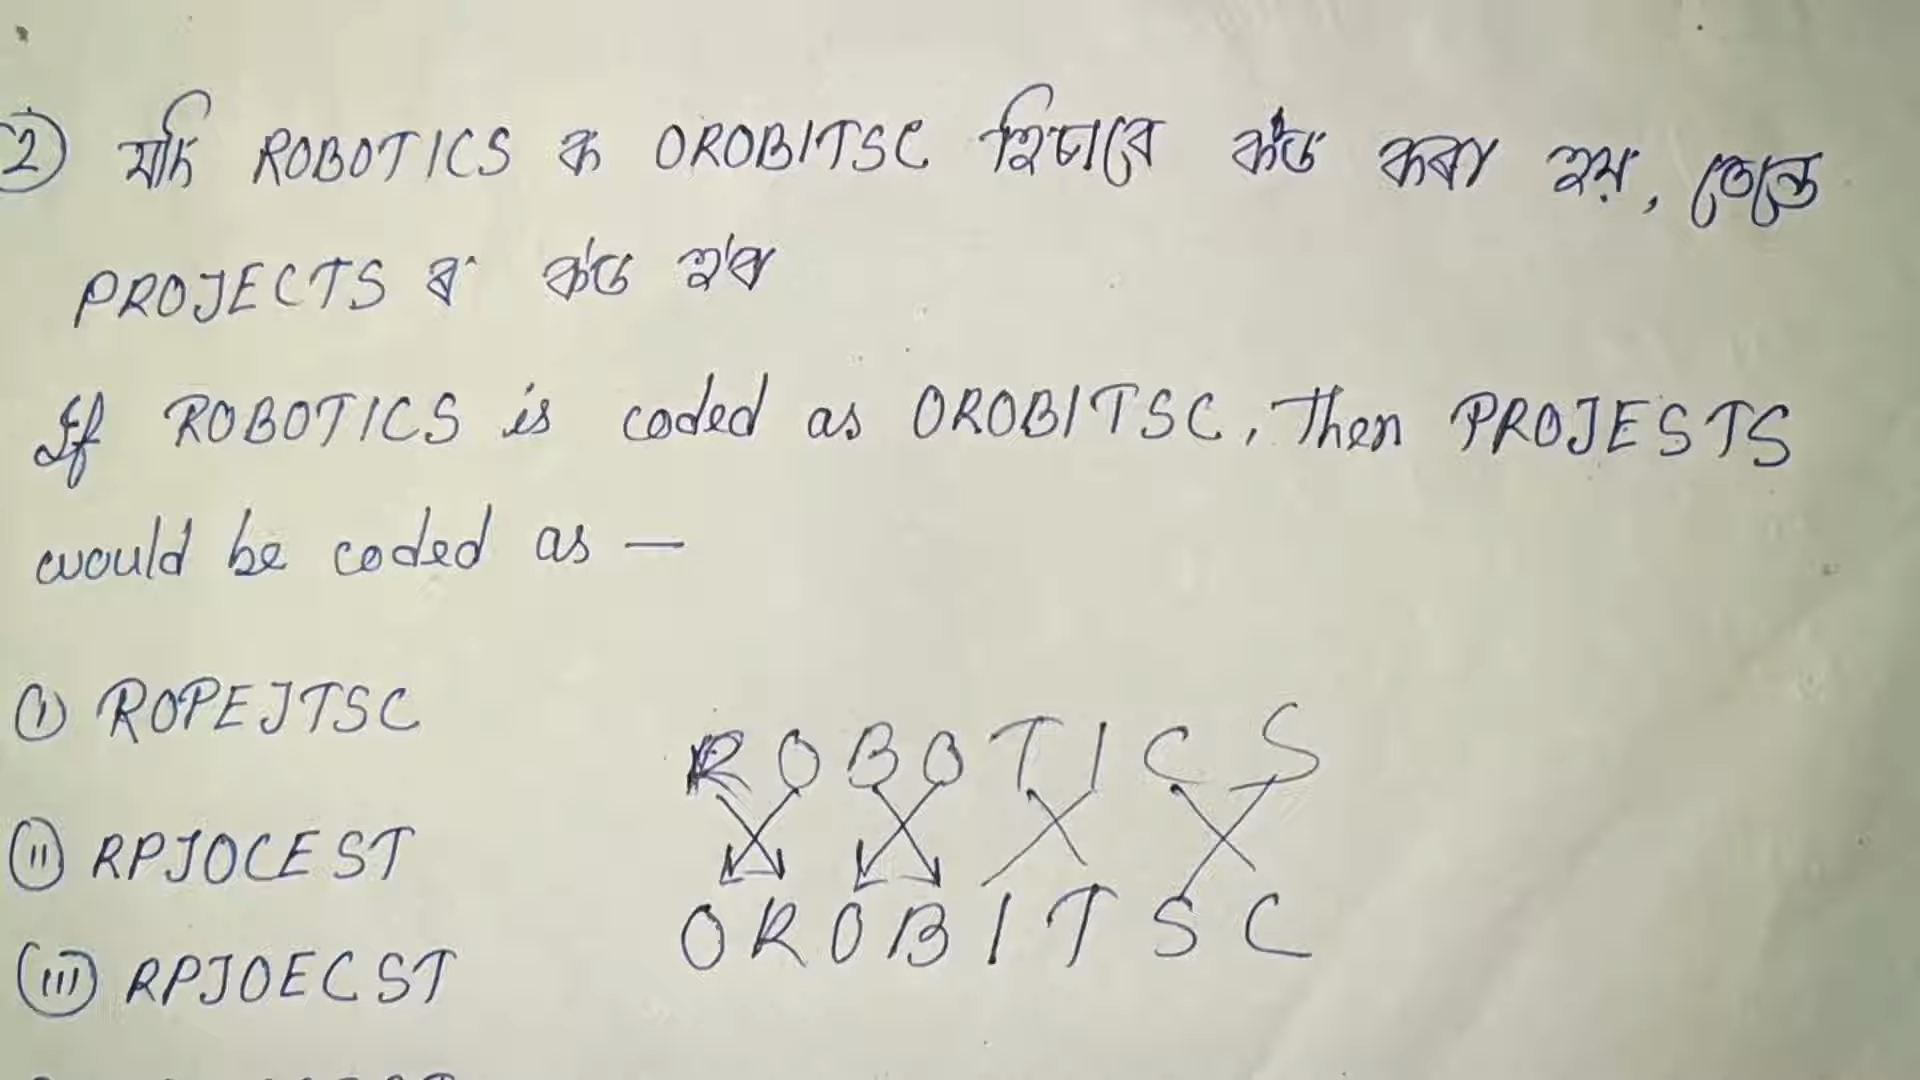 ② যদি ROBOTICS ক OROBITSC হিচাবে ক'ড কৰা হয়, তেন্তে
PROJECTS ৰ ক'ড হ'ব
If ROBOTICS is coded as OROBITSC, Then PROJESTS
would be coded as —
(i) ROPEJTSC
(ii) RPJOCEST
(iii) RPJOECST
ROBOTICS
OROBITSC